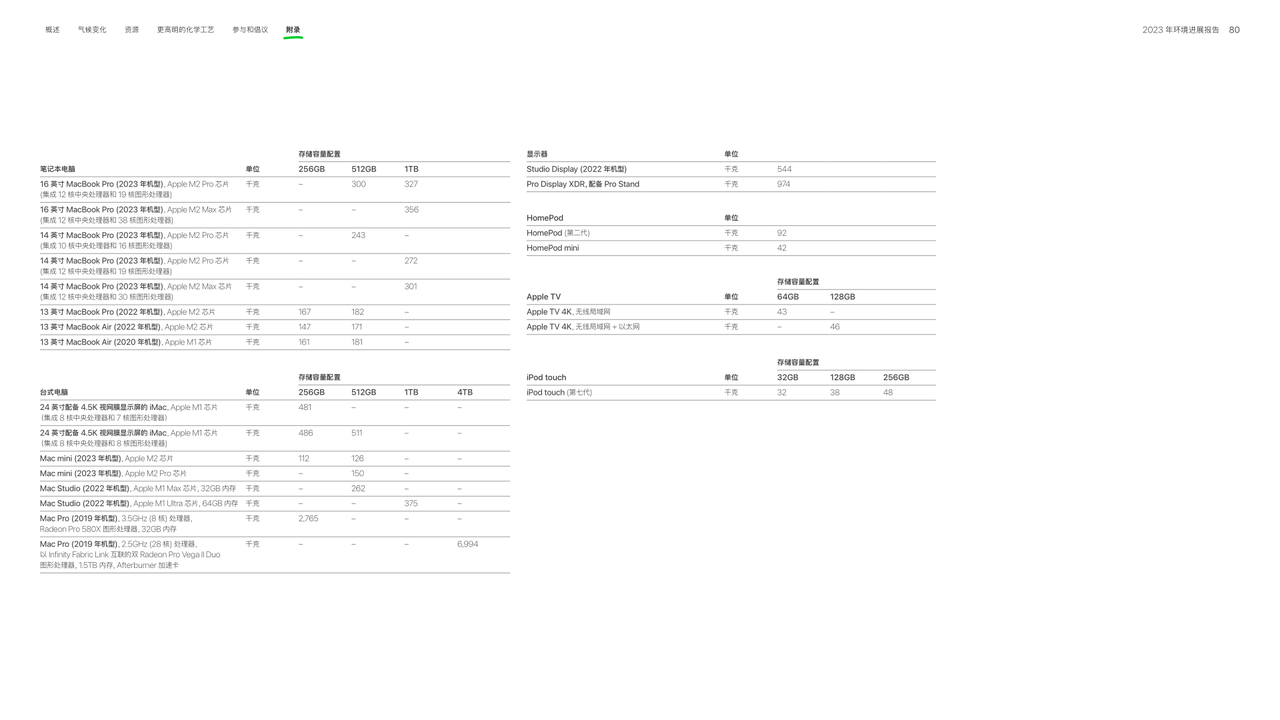 概述 气候变化 资源 更高明的化学工艺 参与和倡议 附录
2023 年环境进展报告 80
存储容量配置
笔记本电脑 单位 256GB 512GB 1TB
16 英寸 MacBook Pro (2023 年机型), Apple M2 Pro 芯片 千克 – 300 327
(集成 12 核中央处理器和 19 核图形处理器)
16 英寸 MacBook Pro (2023 年机型), Apple M2 Max 芯片 千克 – – 356
(集成 12 核中央处理器和 38 核图形处理器)
14 英寸 MacBook Pro (2023 年机型), Apple M2 Pro 芯片 千克 – 243 –
(集成 10 核中央处理器和 16 核图形处理器)
14 英寸 MacBook Pro (2023 年机型), Apple M2 Pro 芯片 千克 – – 272
(集成 12 核中央处理器和 19 核图形处理器)
14 英寸 MacBook Pro (2023 年机型), Apple M2 Max 芯片 千克 – – 301
(集成 12 核中央处理器和 30 核图形处理器)
13 英寸 MacBook Pro (2022 年机型), Apple M2 芯片 千克 167 182 –
13 英寸 MacBook Air (2022 年机型), Apple M2 芯片 千克 147 171 –
13 英寸 MacBook Air (2020 年机型), Apple M1 芯片 千克 161 181 –
存储容量配置
台式电脑 单位 256GB 512GB 1TB 4TB
24 英寸配备 4.5K 视网膜显示屏的 iMac, Apple M1 芯片 千克 481 – – –
(集成 8 核中央处理器和 7 核图形处理器)
24 英寸配备 4.5K 视网膜显示屏的 iMac, Apple M1 芯片 千克 486 511 – –
(集成 8 核中央处理器和 8 核图形处理器)
Mac mini (2023 年机型), Apple M2 芯片 千克 112 126 – –
Mac mini (2023 年机型), Apple M2 Pro 芯片 千克 – 150 –
Mac Studio (2022 年机型), Apple M1 Max 芯片, 32GB 内存 千克 – 262 – –
Mac Studio (2022 年机型), Apple M1 Ultra 芯片, 64GB 内存 千克 – – 375 –
Mac Pro (2019 年机型), 3.5GHz (8 核) 处理器, 千克 2,765 – – –
Radeon Pro 580X 图形处理器, 32GB 内存
Mac Pro (2019 年机型), 2.5GHz (28 核) 处理器, 千克 – – – 6,994
以 Infinity Fabric Link 互联的双 Radeon Pro Vega II Duo
图形处理器, 1.5TB 内存, Afterburner 加速卡
显示器 单位
Studio Display (2022 年机型) 千克 544
Pro Display XDR, 配备 Pro Stand 千克 974
HomePod 单位
HomePod (第二代) 千克 92
HomePod mini 千克 42
存储容量配置
Apple TV 单位 64GB 128GB
Apple TV 4K, 无线局域网 千克 43 –
Apple TV 4K, 无线局域网 + 以太网 千克 – 46
存储容量配置
iPod touch 单位 32GB 128GB 256GB
iPod touch (第七代) 千克 32 38 48